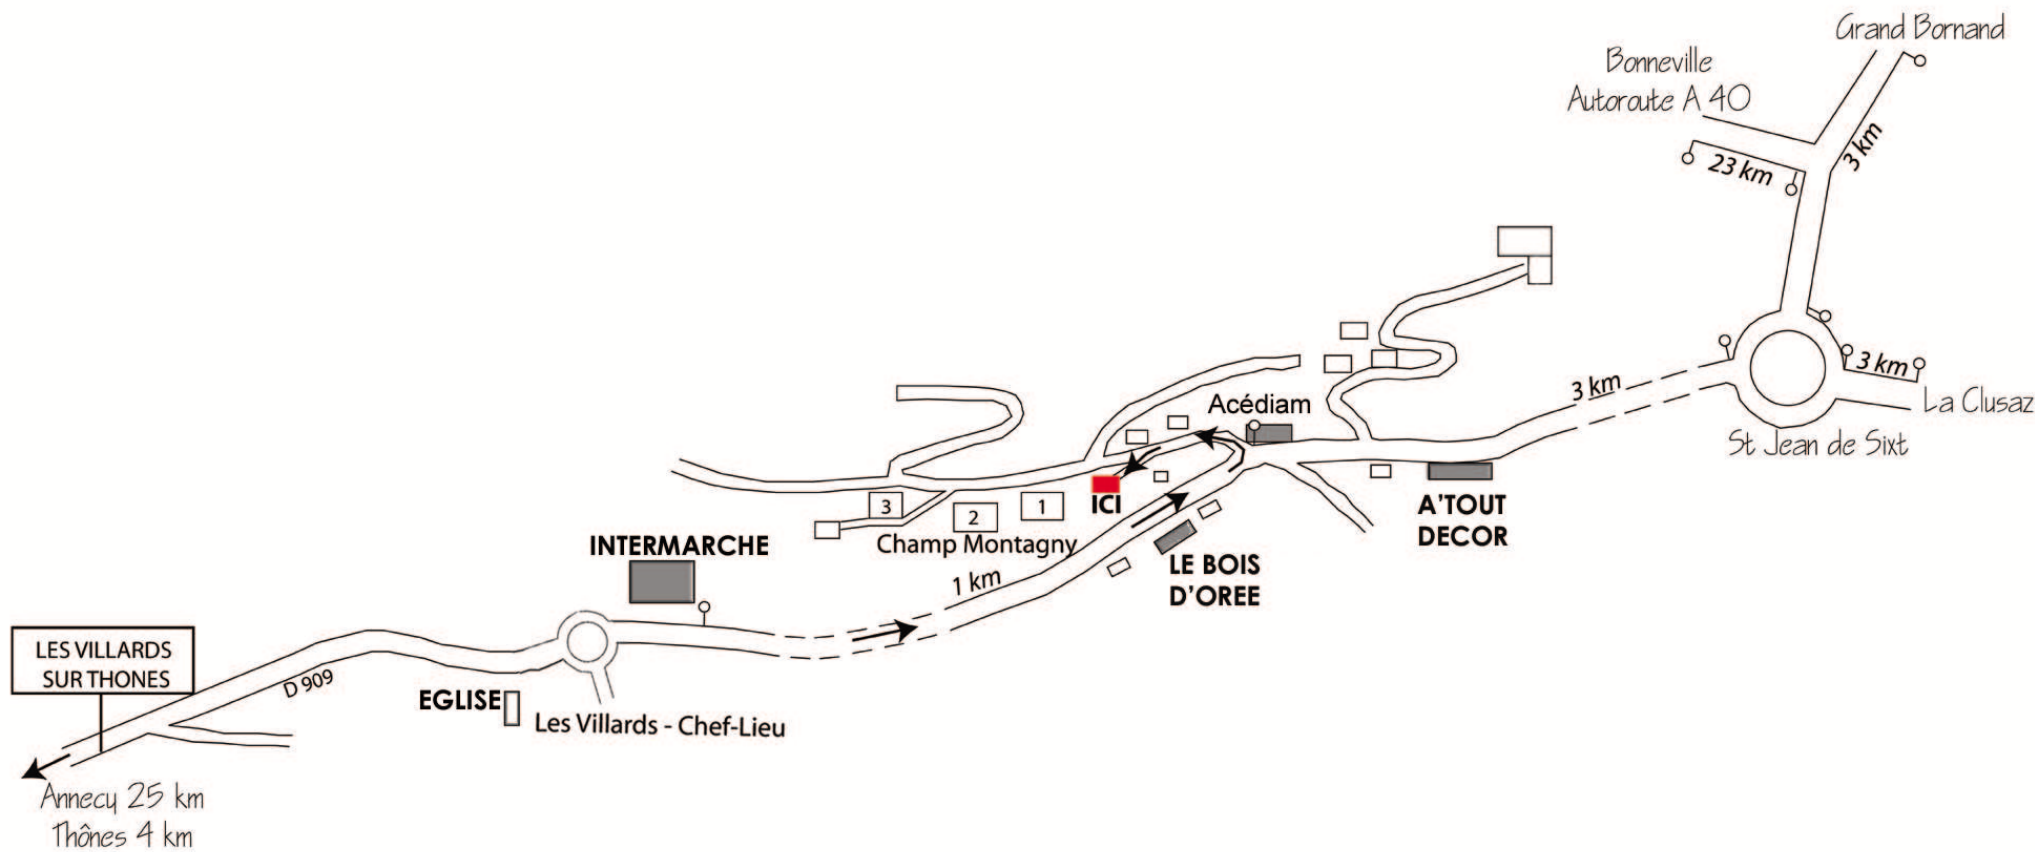 Grand Bornand
Bonneville
Autoroute A 40
3 km
23 km
3 km
La Clusaz
St Jean de Sixt
3 km
Acédiam
A'TOUT
DECOR
ICI
1
2
3
Champ Montagny
LE BOIS
D'OREE
INTERMARCHE
1 km
LES VILLARDS
SUR THONES
D 909
EGLISE
Les Villards - Chef-Lieu
Annecy 25 km
Thônes 4 km